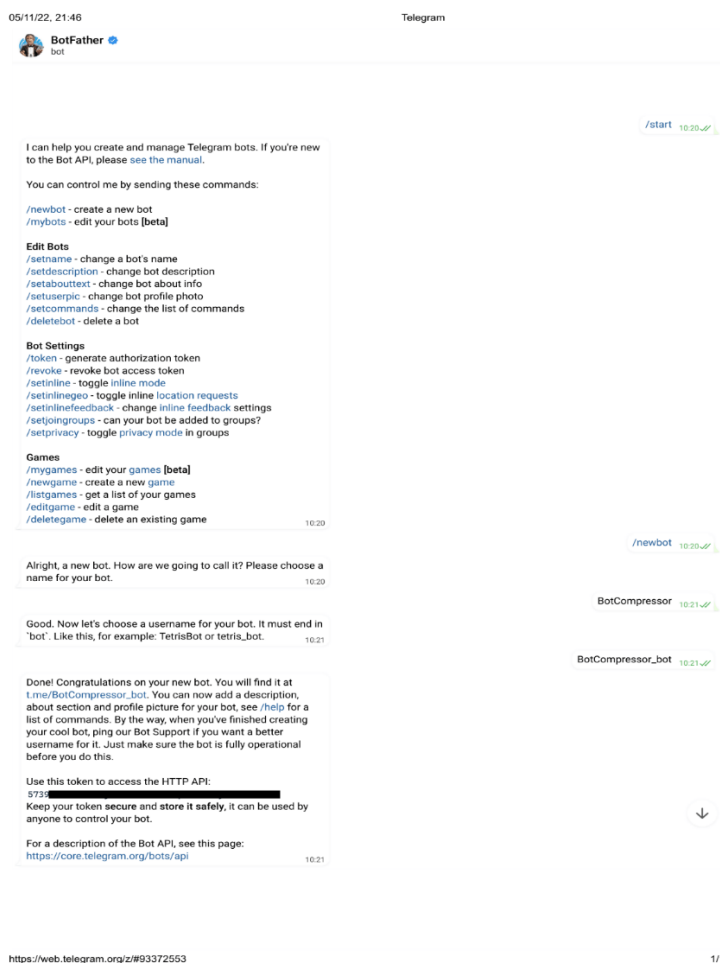 05/11/22, 21:46
Telegram
BotFather
bot
/start 10:20
I can help you create and manage Telegram bots. If you're new
to the Bot API, please see the manual.
You can control me by sending these commands:
/newbot - create a new bot
/mybots - edit your bots [beta]
Edit Bots
/setname - change a bot's name
/setdescription - change bot description
/setabouttext - change bot about info
/setuserpic - change bot profile photo
/setcommands - change the list of commands
/deletebot - delete a bot
Bot Settings
/token - generate authorization token
/revoke - revoke bot access token
/setinline - toggle inline mode
/setinlinegeo - toggle inline location requests
/setinlinefeedback - change inline feedback settings
/setjoingroups - can your bot be added to groups?
/setprivacy - toggle privacy mode in groups
Games
/mygames - edit your games [beta]
/newgame - create a new game
/listgames - get a list of your games
/editgame - edit a game
/deletegame - delete an existing game 10:20
/newbot 10:20
Alright, a new bot. How are we going to call it? Please choose a
name for your bot. 10:20
BotCompressor 10:21
Good. Now let's choose a username for your bot. It must end in
`bot`. Like this, for example: TetrisBot or tetris_bot. 10:21
BotCompressor_bot 10:21
Done! Congratulations on your new bot. You will find it at
t.me/BotCompressor_bot. You can now add a description,
about section and profile picture for your bot, see /help for a
list of commands. By the way, when you've finished creating
your cool bot, ping our Bot Support if you want a better
username for it. Just make sure the bot is fully operational
before you do this.
Use this token to access the HTTP API:
5739
Keep your token secure and store it safely, it can be used by
anyone to control your bot.
For a description of the Bot API, see this page:
https://core.telegram.org/bots/api 10:21
https://web.telegram.org/z/#93372553
1/